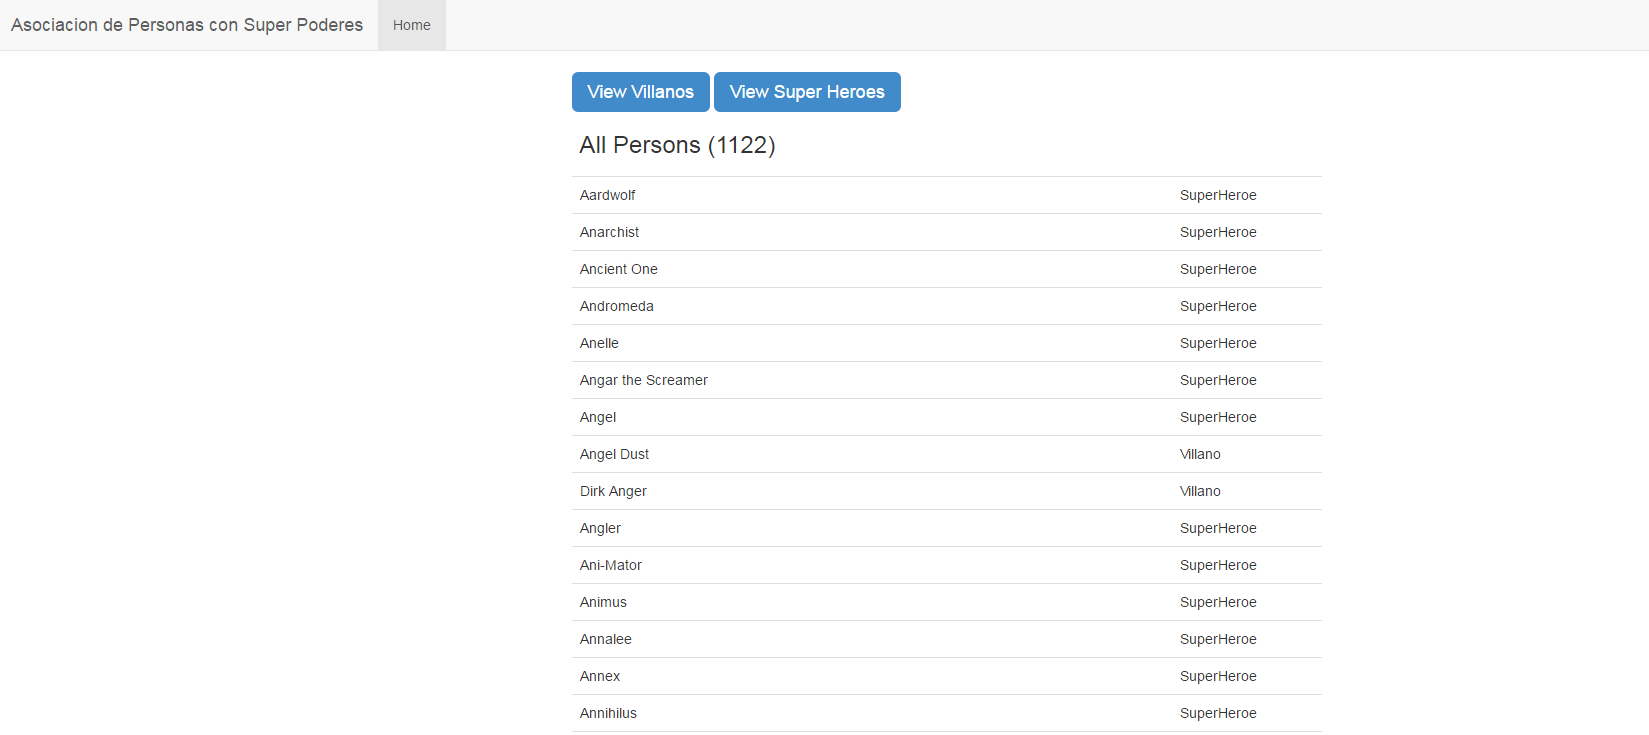 Asociacion de Personas con Super Poderes Home
View Villanos View Super Heroes
All Persons (1122)
Aardwolf SuperHeroe
Anarchist SuperHeroe
Ancient One SuperHeroe
Andromeda SuperHeroe
Anelle SuperHeroe
Angar the Screamer SuperHeroe
Angel SuperHeroe
Angel Dust Villano
Dirk Anger Villano
Angler SuperHeroe
Ani-Mator SuperHeroe
Animus SuperHeroe
Annalee SuperHeroe
Annex SuperHeroe
Annihilus SuperHeroe